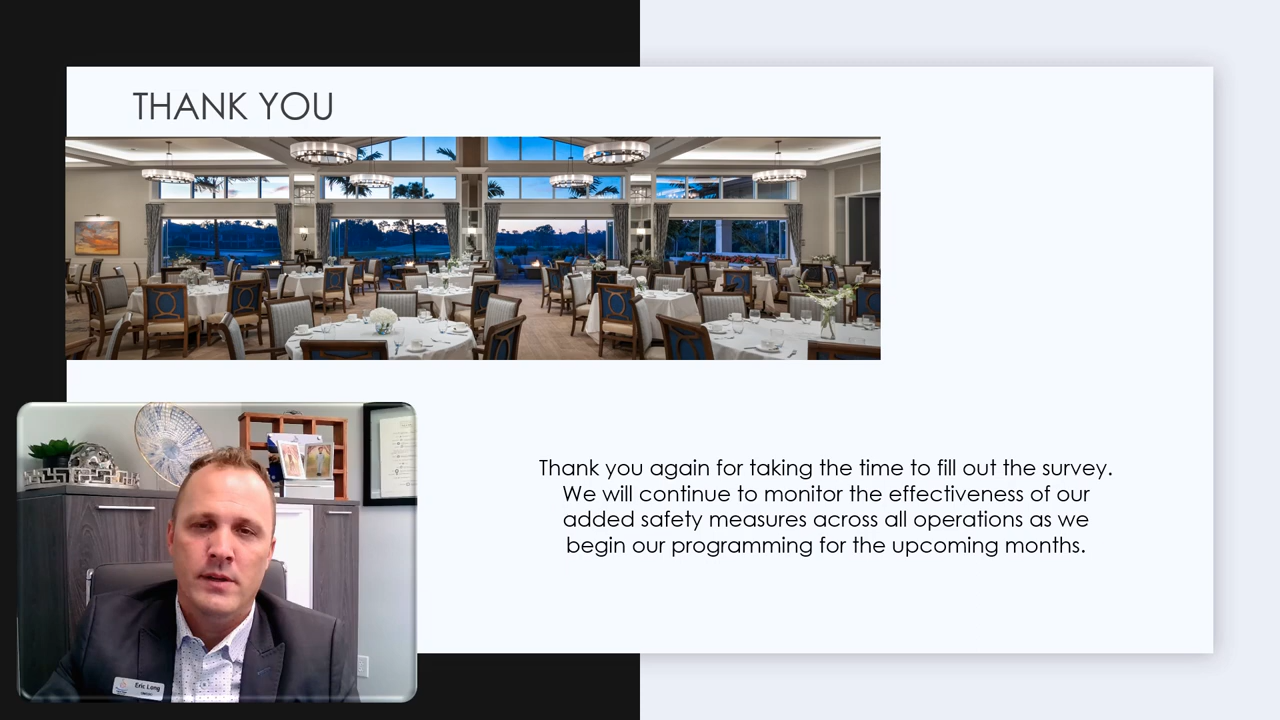 THANK YOU
Thank you again for taking the time to fill out the survey.
We will continue to monitor the effectiveness of our
added safety measures across all operations as we
begin our programming for the upcoming months.
Eric Long